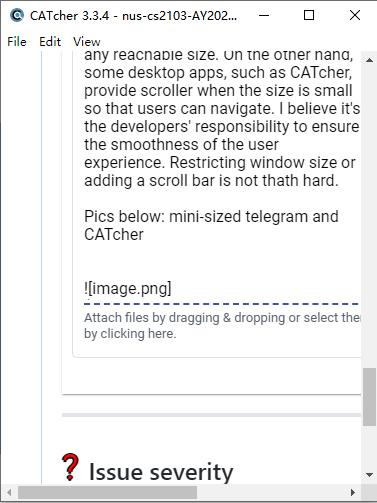 CATcher 3.3.4 - nus-cs2103-AY202...
File Edit View
any reachable size. On the other hand,
some desktop apps, such as CATcher,
provide scroller when the size is small
so that users can navigate. I believe it's
the developers' responsibility to ensure
the smoothness of the user
experience. Restricting window size or
adding a scroll bar is not thath hard.
Pics below: mini-sized telegram and
CATcher
![image.png]
Attach files by dragging & dropping or select the
by clicking here.
Issue severity